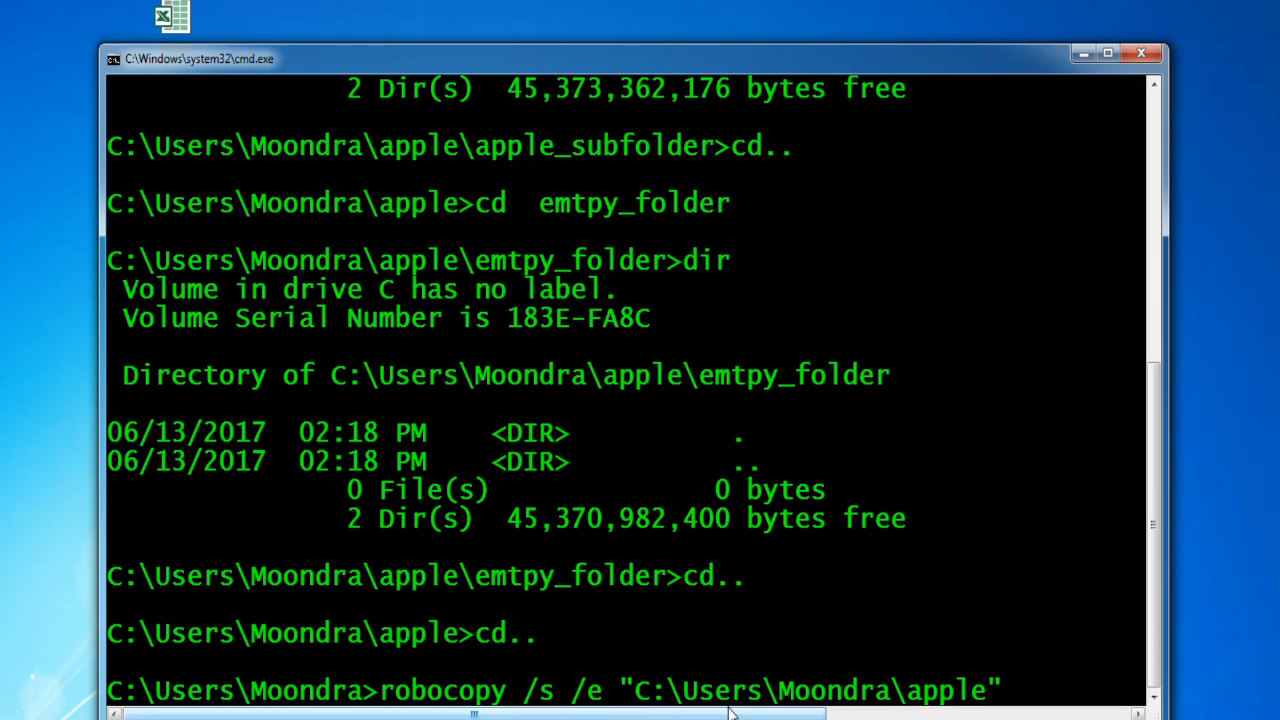 C:\Windows\system32\cmd.exe
2 Dir(s) 45,373,362,176 bytes free
C:\Users\Moondra\apple\apple_subfolder>cd..
C:\Users\Moondra\apple>cd emtpy_folder
C:\Users\Moondra\apple\emtpy_folder>dir
Volume in drive C has no label.
Volume Serial Number is 183E-FA8C
Directory of C:\Users\Moondra\apple\emtpy_folder
06/13/2017 02:18 PM <DIR> .
06/13/2017 02:18 PM <DIR> ..
0 File(s) 0 bytes
2 Dir(s) 45,370,982,400 bytes free
C:\Users\Moondra\apple\emtpy_folder>cd..
C:\Users\Moondra\apple>cd..
C:\Users\Moondra>robocopy /s /e "C:\Users\Moondra\apple"